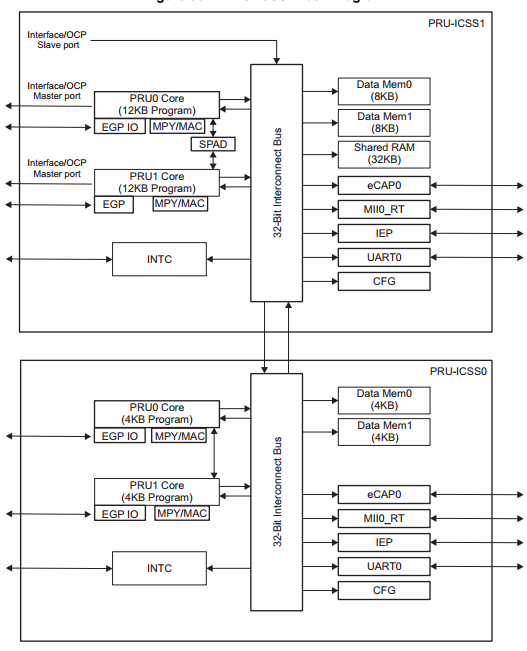 PRU-ICSS1
Interface/OCP
Slave port
Interface/OCP
Master port
PRU0 Core
(12KB Program)
EGP IO
MPY/MAC
SPAD
Interface/OCP
Master port
PRU1 Core
(12KB Program)
EGP
MPY/MAC
INTC
32-Bit Interconnect Bus
Data Mem0
(8KB)
Data Mem1
(8KB)
Shared RAM
(32KB)
eCAP0
MII0_RT
IEP
UART0
CFG
PRU-ICSS0
PRU0 Core
(4KB Program)
EGP IO
MPY/MAC
PRU1 Core
(4KB Program)
EGP IO
MPY/MAC
INTC
32-Bit Interconnect Bus
Data Mem0
(4KB)
Data Mem1
(4KB)
eCAP0
MII0_RT
IEP
UART0
CFG